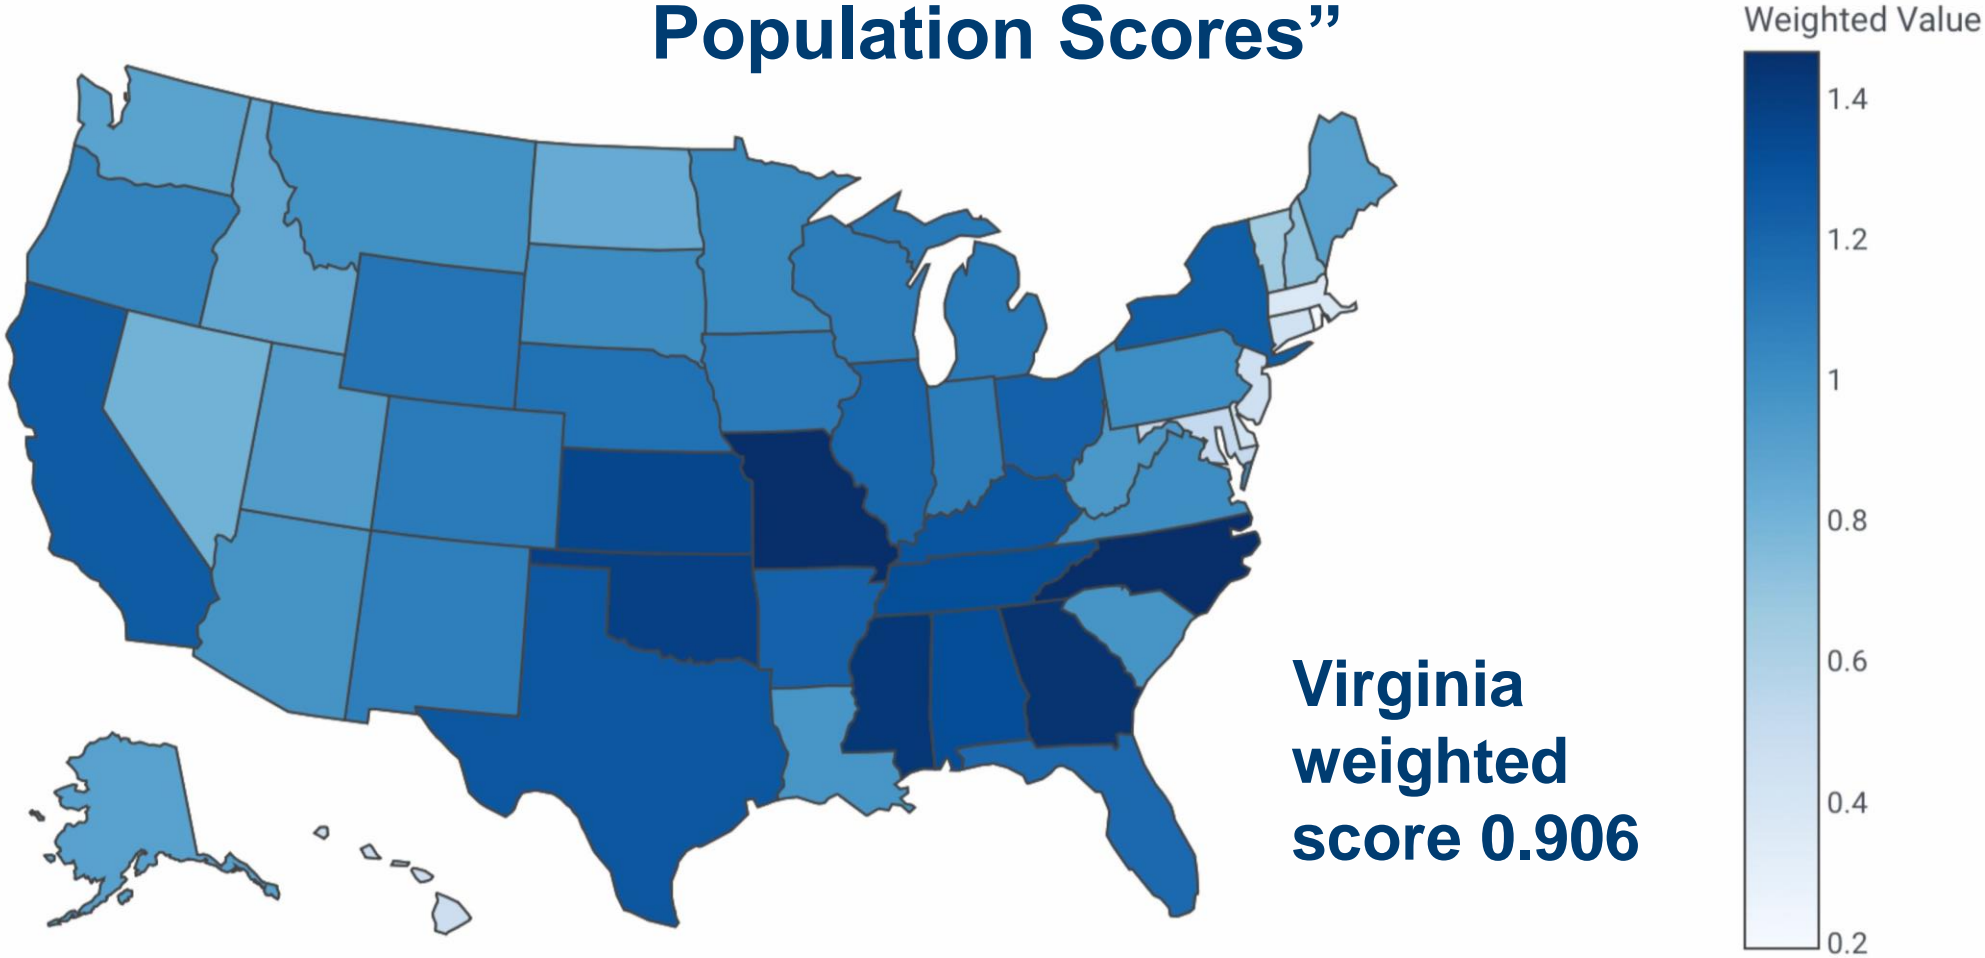 Population Scores”
Weighted Value
1.4
1.2
1
0.8
0.6
0.4
0.2
Virginia
weighted
score 0.906